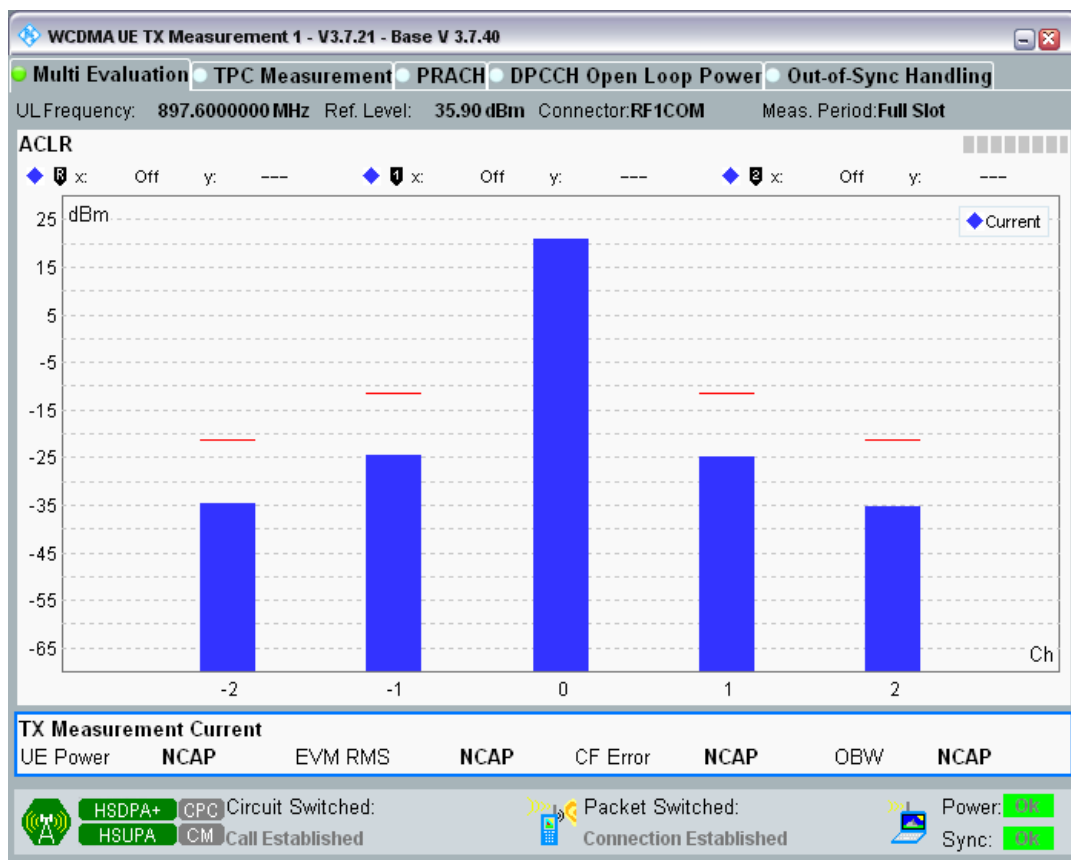 WCDMA UE TX Measurement 1 - V3.7.21 - Base V 3.7.40
Multi Evaluation TPC Measurement PRACH DPCCH Open Loop Power Out-of-Sync Handling
UL Frequency: 897.6000000 MHz Ref. Level: 35.90 dBm Connector: RF1COM Meas. Period: Full Slot
ACLR
R x: Off y: --- 1 x: Off y: --- 2 x: Off y: ---
25 dBm Current
15
5
-5
-15
-25
-35
-45
-55
-65 Ch
-2 -1 0 1 2
TX Measurement Current
UE Power NCAP EVM RMS NCAP CF Error NCAP OBW NCAP
HSDPA+ CPC Circuit Switched: Packet Switched: Power: OK
HSUPA CM Call Established Connection Established Sync: OK